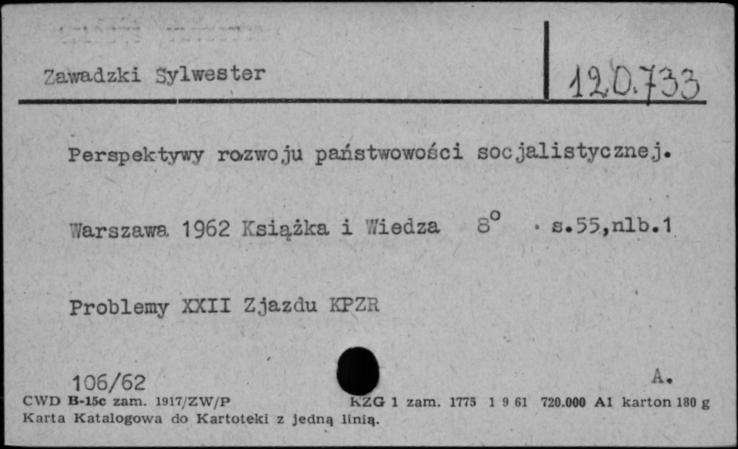 Zawadzki Sylwester
120.733
Perspektywy rozwoju państwowości socjalistycznej.
Warszawa 1962 Książka i Wiedza 8° . s.55,nlb.1
Problemy XXII Zjazdu KPZR
106/62 A.
CWD B-15c zam. 1917/ZW/P KZG 1 zam. 1775 1 9 61 720.000 A1 karton 180 g
Karta Katalogowa do Kartoteki z jedną linią.